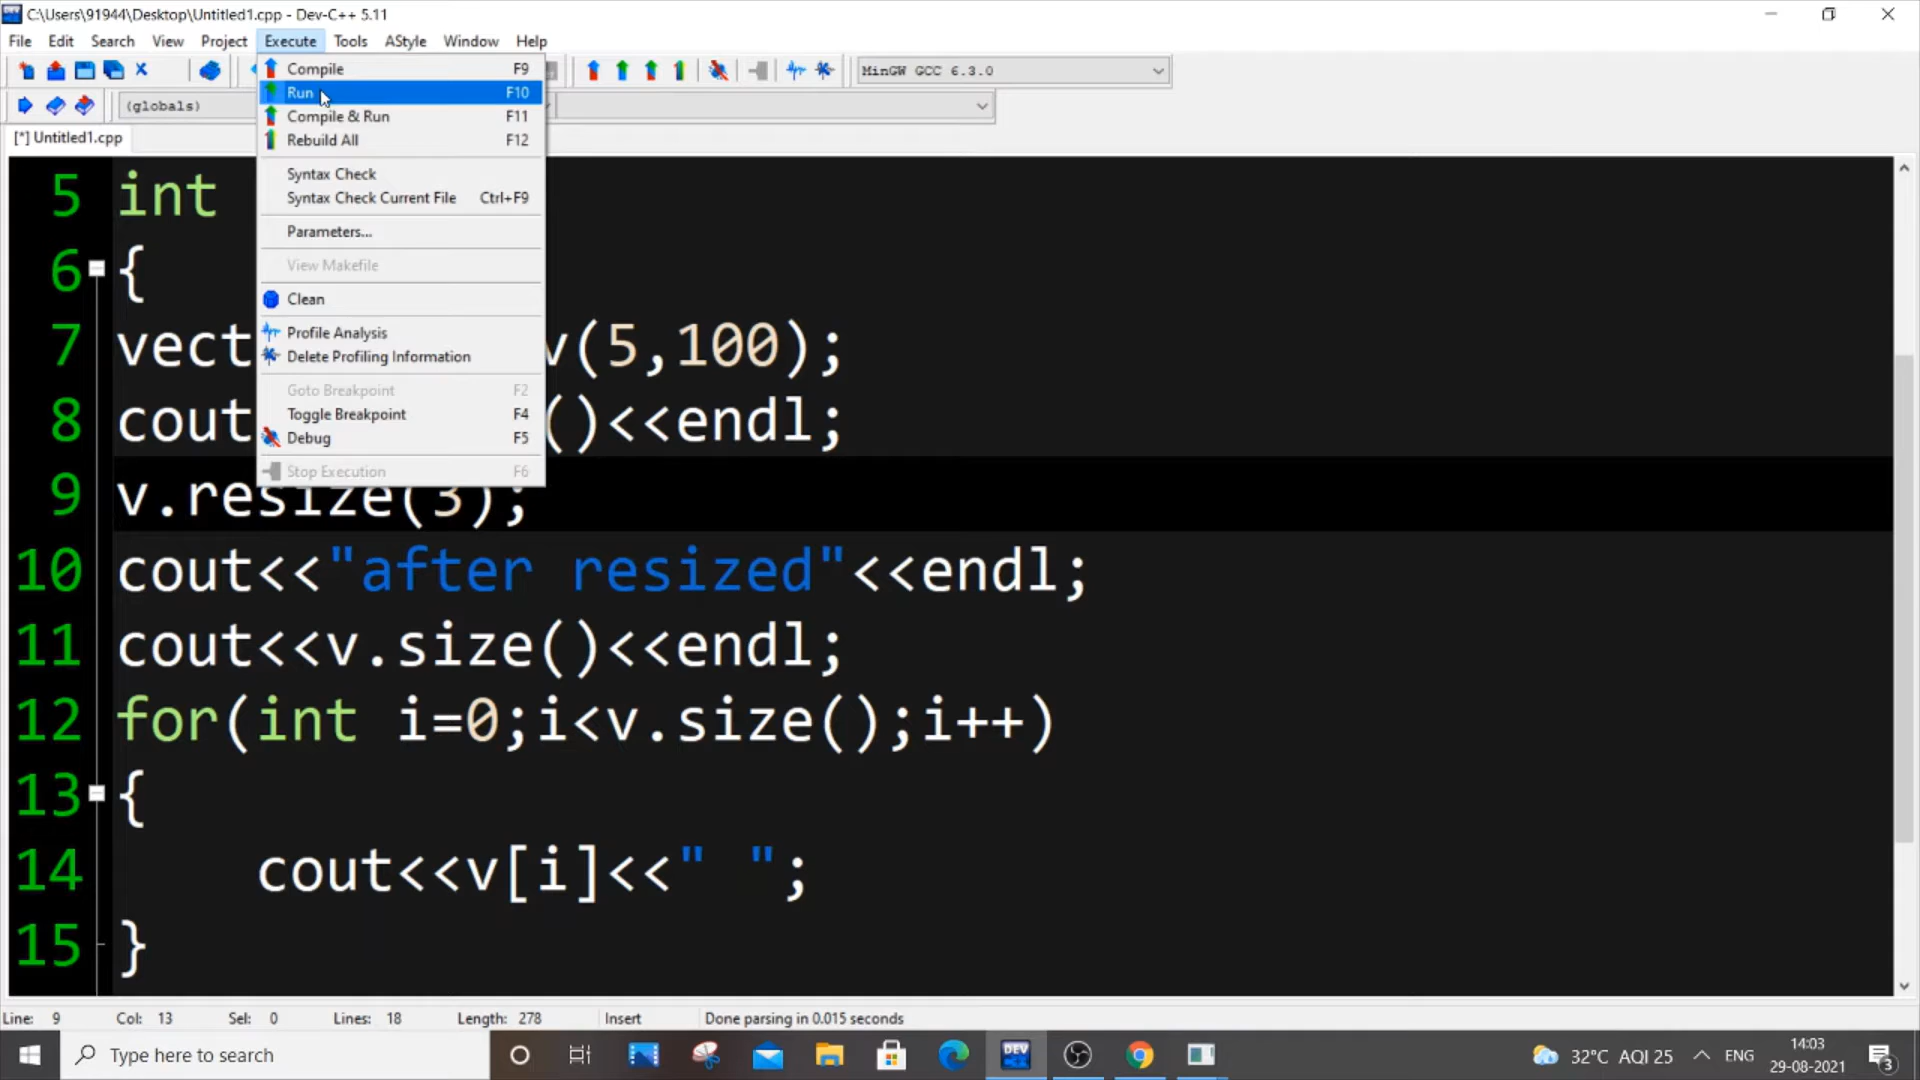 C:\Users\91944\Desktop\Untitled1.cpp - Dev-C++ 5.11
File Edit Search View Project Execute Tools AStyle Window Help
MinGW GCC 6.3.0
(globals)
[*] Untitled1.cpp
Compile F9
Run F10
Compile & Run F11
Rebuild All F12
Syntax Check
Syntax Check Current File Ctrl+F9
Parameters...
View Makefile
Clean
Profile Analysis
Delete Profiling Information
Goto Breakpoint F2
Toggle Breakpoint F4
Debug F5
Stop Execution F6
5 int
6 {
7 vect v(5,100);
8 cout ()<<endl;
9 v.resize(3);
10 cout<<"after resized"<<endl;
11 cout<<v.size()<<endl;
12 for(int i=0;i<v.size();i++)
13 {
14 cout<<v[i]<<" ";
15 }
Line: 9 Col: 13 Sel: 0 Lines: 18 Length: 278 Insert Done parsing in 0.015 seconds
Type here to search
DEV
32°C AQI 25
ENG
14:03
29-08-2021
3